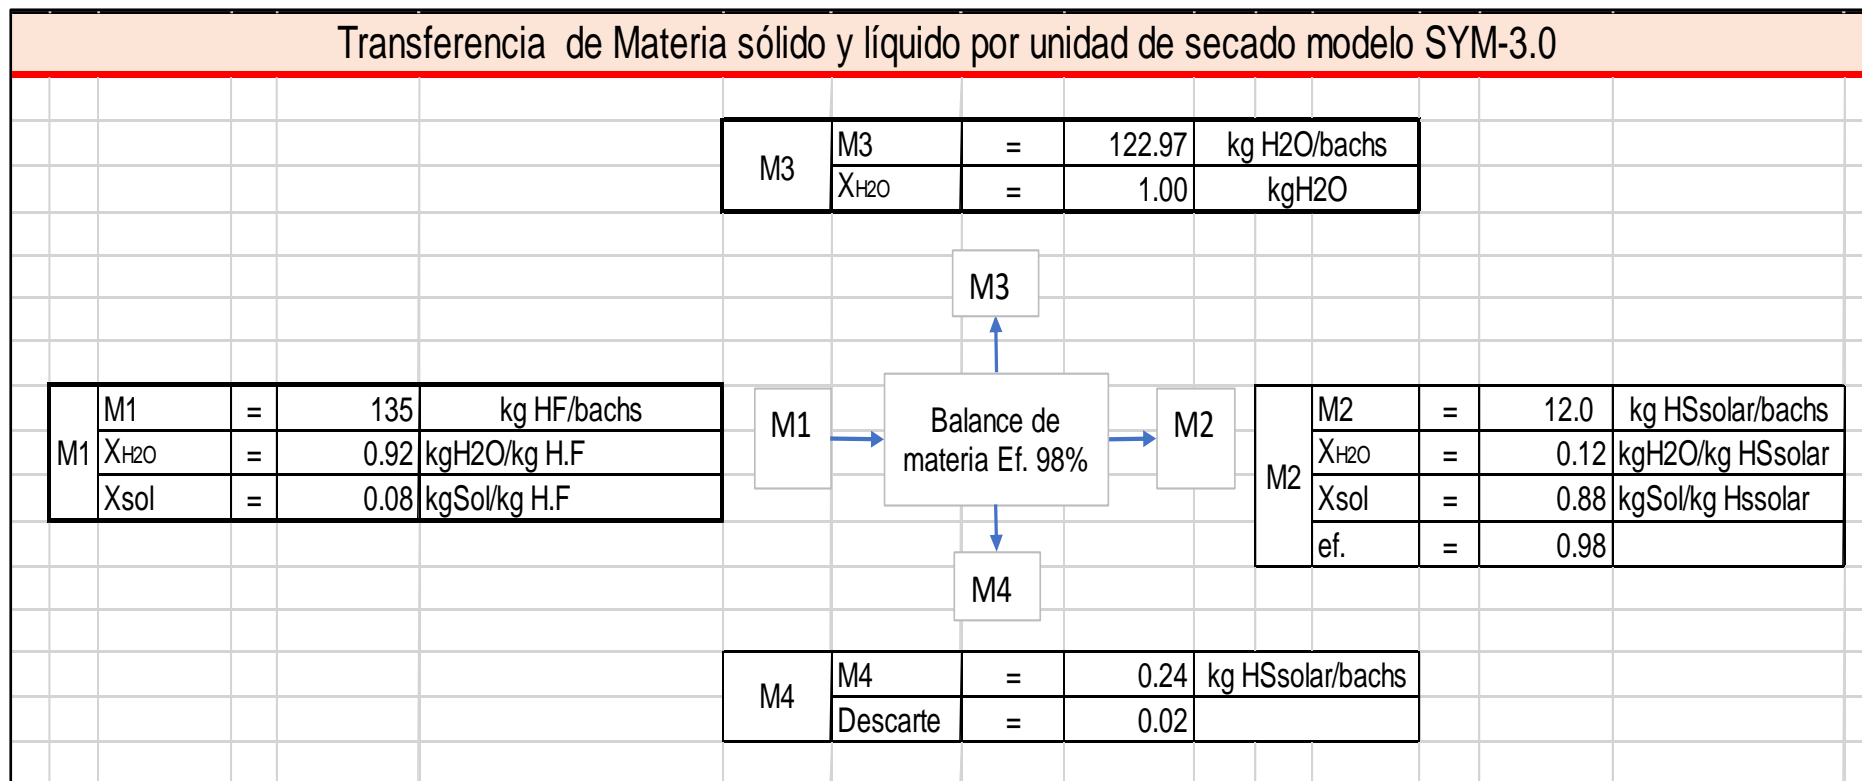 Transferencia de Materia sólido y líquido por unidad de secado modelo SYM-3.0
M3
M3 = 122.97 kg H2O/bachs
XH2O = 1.00 kgH2O
M3
M1
M1 = 135 kg HF/bachs
XH2O = 0.92 kgH2O/kg H.F
Xsol = 0.08 kgSol/kg H.F
M1
Balance de
materia Ef. 98%
M2
M2
M2 = 12.0 kg HSsolar/bachs
XH2O = 0.12 kgH2O/kg HSsolar
Xsol = 0.88 kgSol/kg Hssolar
ef. = 0.98
M4
M4
M4 = 0.24 kg HSsolar/bachs
Descarte = 0.02